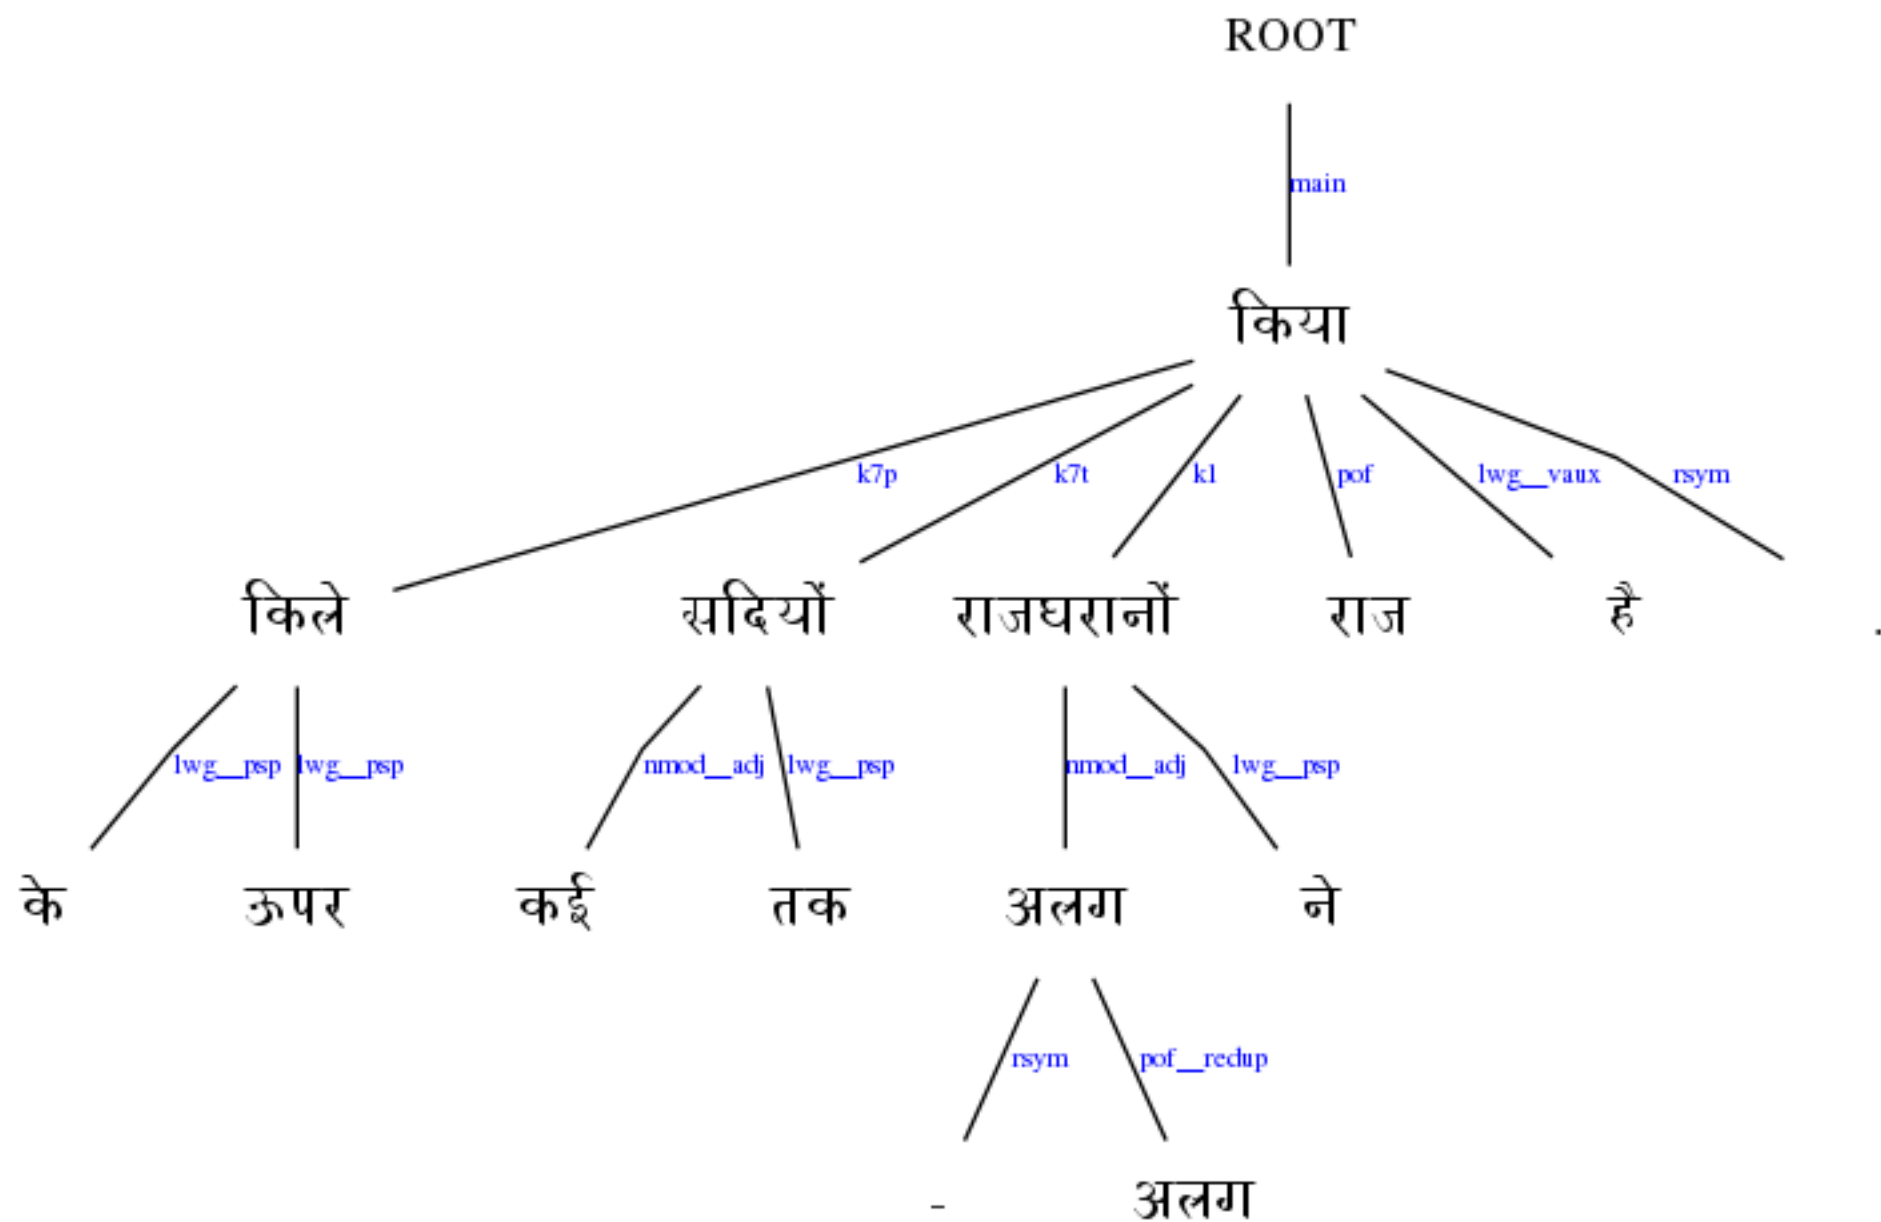 ROOT
main
किया
k7p k7t k1 pof lwg__vaux rsym
किले सदियों राजघरानों राज है .
lwg__psp lwg__psp nmod__adj lwg__psp nmod__adj lwg__psp
के ऊपर कई तक अलग ने
rsym pof__redup
- अलग